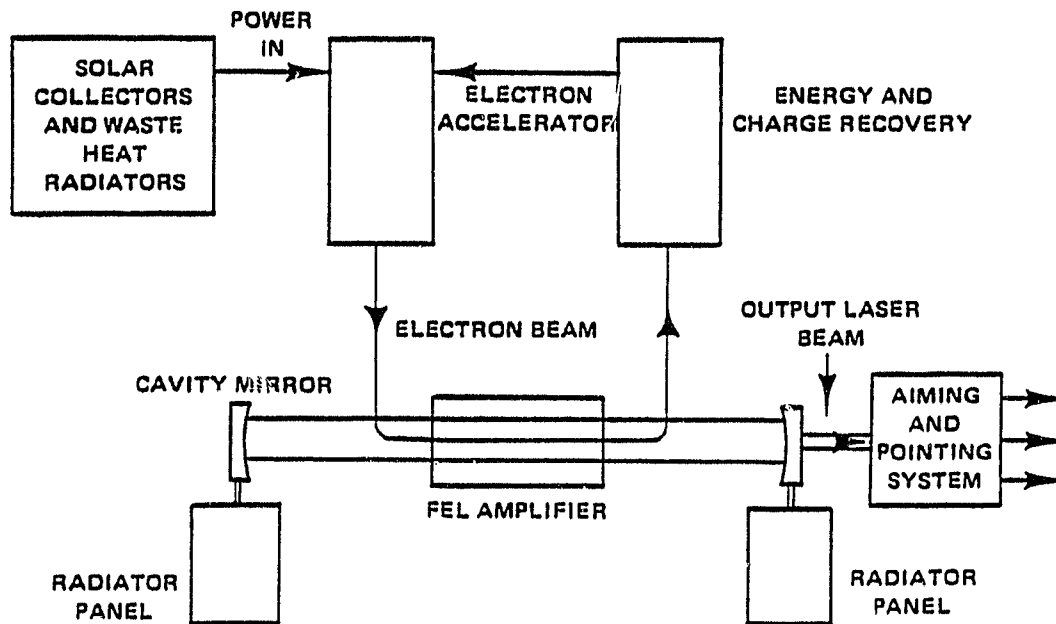 POWER
IN
SOLAR
COLLECTORS
AND WASTE
HEAT
RADIATORS
ELECTRON
ACCELERATOR
ENERGY AND
CHARGE RECOVERY
ELECTRON BEAM
OUTPUT LASER
BEAM
CAVITY MIRROR
AIMING
AND
POINTING
SYSTEM
FEL AMPLIFIER
RADIATOR
PANEL
RADIATOR
PANEL